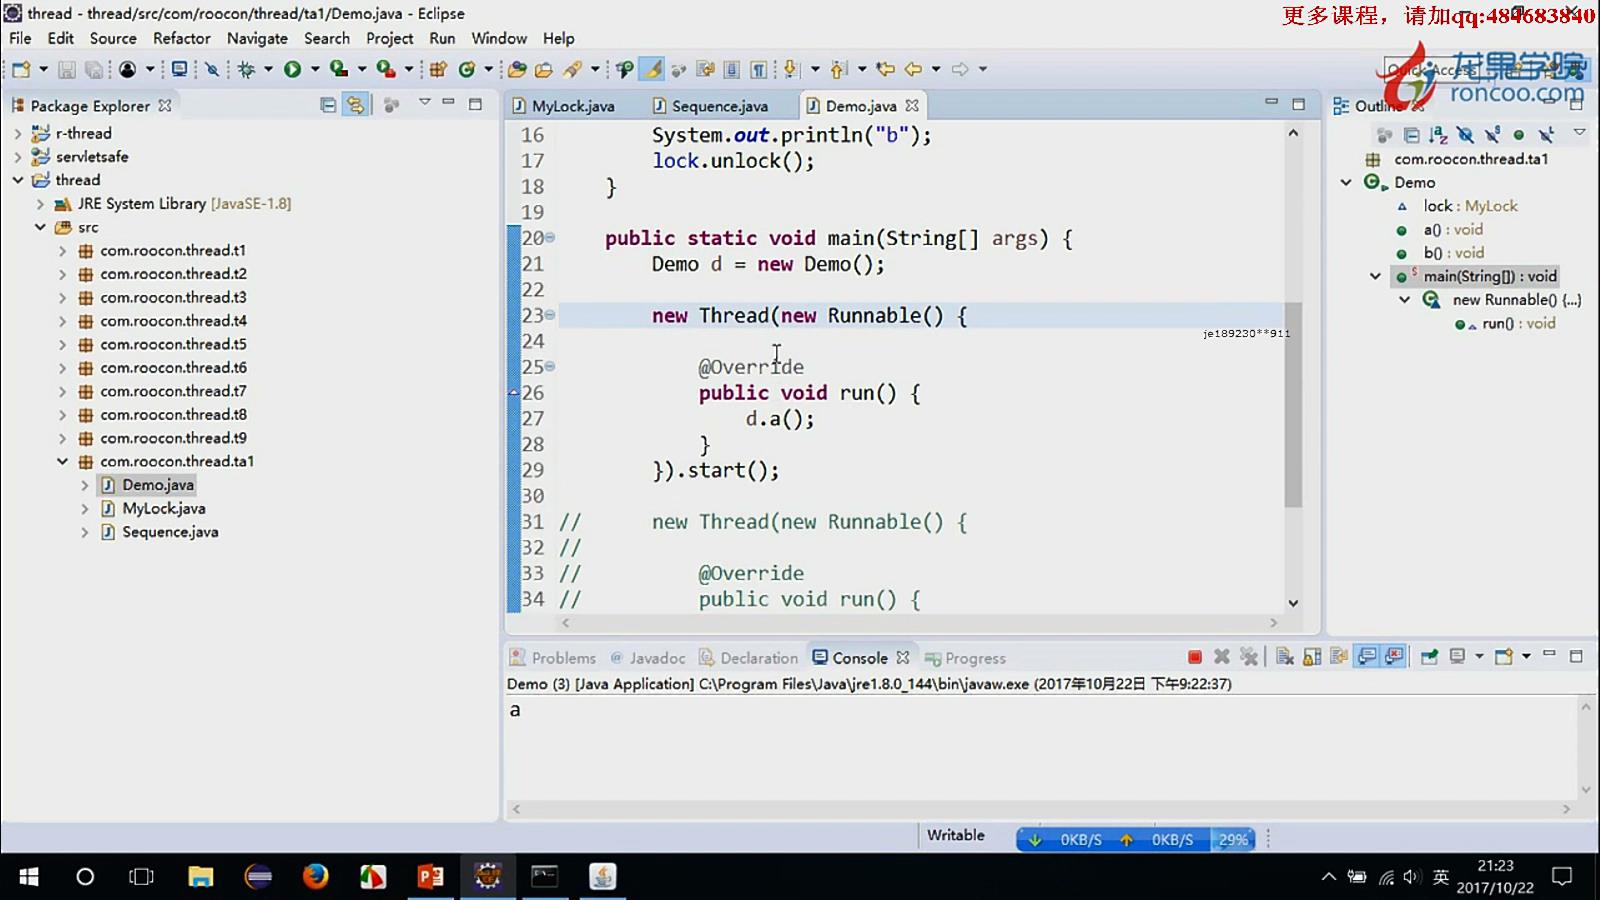 thread - thread/src/com/roocon/thread/ta1/Demo.java - Eclipse
更多课程，请加qq:484683840
File Edit Source Refactor Navigate Search Project Run Window Help
Quick Access
龙果学院
roncoo.com
Package Explorer
r-thread
servletsafe
thread
JRE System Library [JavaSE-1.8]
src
com.roocon.thread.t1
com.roocon.thread.t2
com.roocon.thread.t3
com.roocon.thread.t4
com.roocon.thread.t5
com.roocon.thread.t6
com.roocon.thread.t7
com.roocon.thread.t8
com.roocon.thread.t9
com.roocon.thread.ta1
Demo.java
MyLock.java
Sequence.java
MyLock.java Sequence.java Demo.java
16 System.out.println("b");
17 lock.unlock();
18 }
19
20 public static void main(String[] args) {
21 Demo d = new Demo();
22
23 new Thread(new Runnable() {
je189230**911
24
25 @Override
26 public void run() {
27 d.a();
28 }
29 }).start();
30
31 // new Thread(new Runnable() {
32 //
33 // @Override
34 // public void run() {
Outline
com.roocon.thread.ta1
Demo
lock : MyLock
a() : void
b() : void
main(String[]) : void
new Runnable() {...}
run() : void
Problems @ Javadoc Declaration Console Progress
Demo (3) [Java Application] C:\Program Files\Java\jre1.8.0_144\bin\javaw.exe (2017年10月22日 下午9:22:37)
a
Writable 0KB/S 0KB/S 29%
英
21:23
2017/10/22